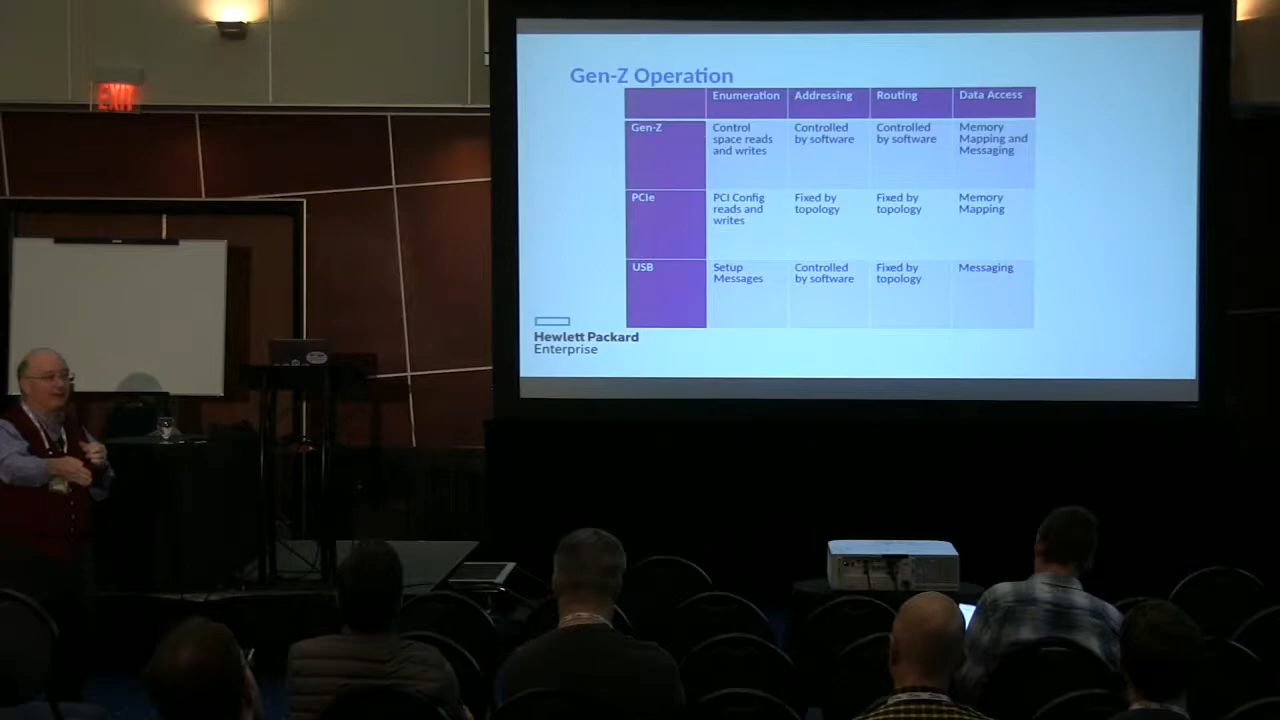 EXIT
Gen-Z Operation
Enumeration Addressing Routing Data Access
Gen-Z
Control
space reads
and writes
Controlled
by software
Controlled
by software
Memory
Mapping and
Messaging
PCIe
PCI Config
reads and
writes
Fixed by
topology
Fixed by
topology
Memory
Mapping
USB
Setup
Messages
Controlled
by software
Fixed by
topology
Messaging
Hewlett Packard
Enterprise